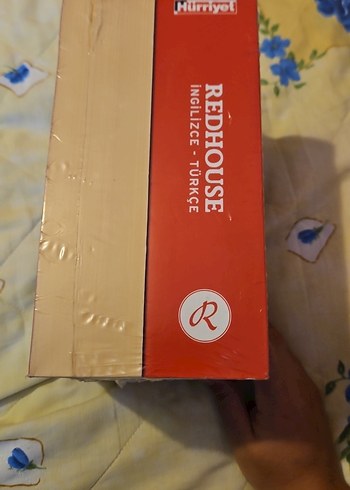 Hürriyet
REDHOUSE
İNGİLİZCE - TÜRKÇE
R